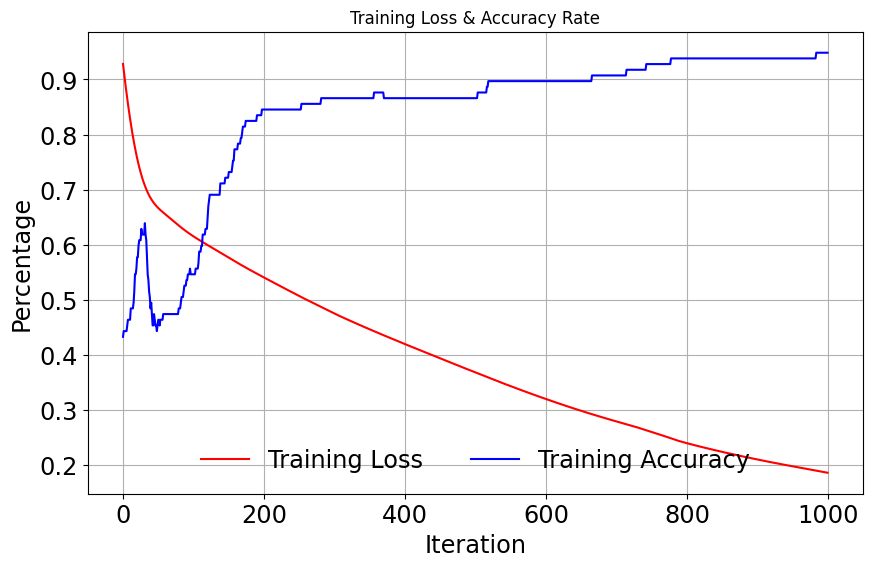 Training Loss & Accuracy Rate
Percentage
0.9
0.8
0.7
0.6
0.5
0.4
0.3
0.2
Training Loss Training Accuracy
0 200 400 600 800 1000
Iteration